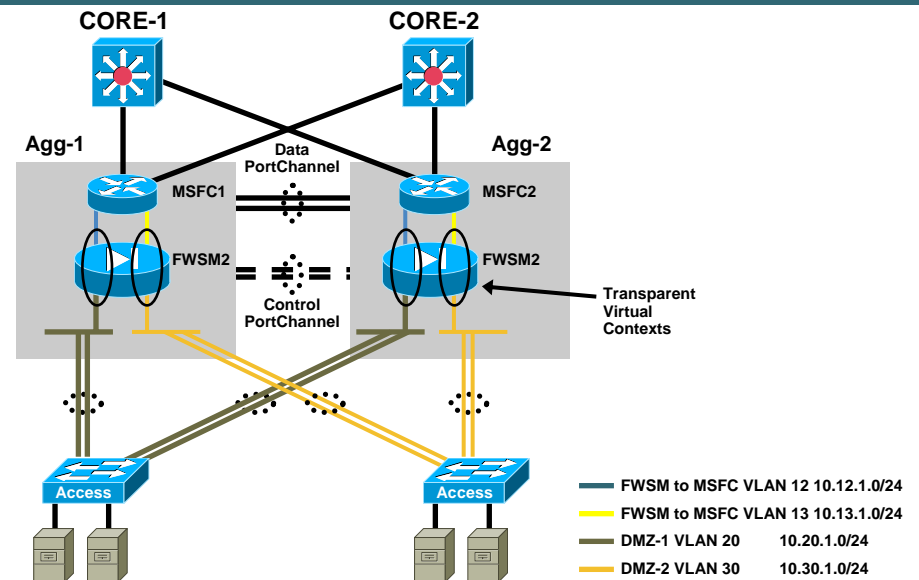 CORE-1
CORE-2
Agg-1
Data
PortChannel
Agg-2
MSFC1
MSFC2
FWSM2
FWSM2
Control
PortChannel
Transparent
Virtual
Contexts
Access
Access
FWSM to MSFC VLAN 12 10.12.1.0/24
FWSM to MSFC VLAN 13 10.13.1.0/24
DMZ-1 VLAN 20 10.20.1.0/24
DMZ-2 VLAN 30 10.30.1.0/24